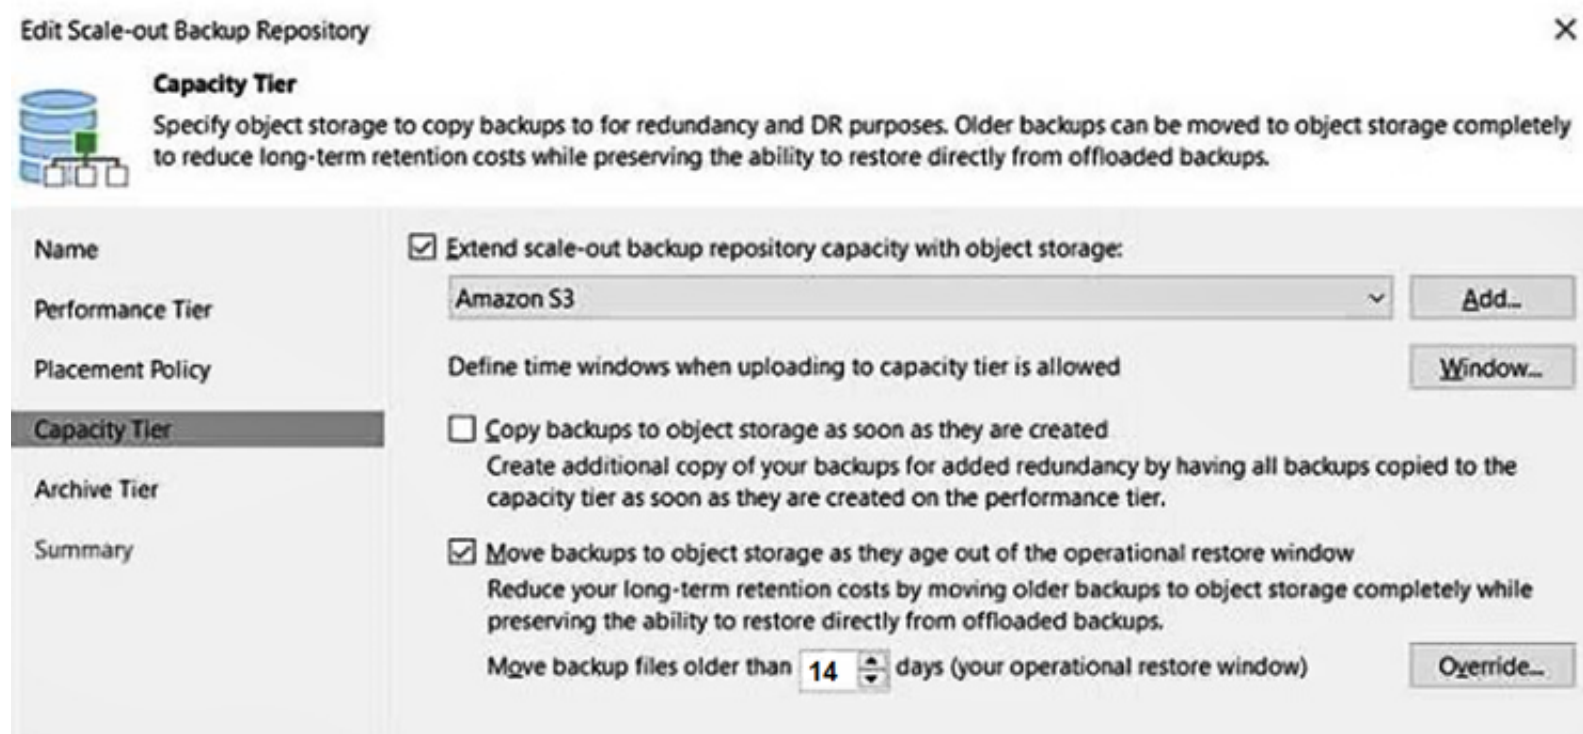 Edit Scale-out Backup Repository
Capacity Tier
Specify object storage to copy backups to for redundancy and DR purposes. Older backups can be moved to object storage completely
to reduce long-term retention costs while preserving the ability to restore directly from offloaded backups.
Name
Performance Tier
Placement Policy
Capacity Tier
Archive Tier
Summary
Extend scale-out backup repository capacity with object storage:
Amazon S3
Add...
Define time windows when uploading to capacity tier is allowed
Window...
Copy backups to object storage as soon as they are created
Create additional copy of your backups for added redundancy by having all backups copied to the
capacity tier as soon as they are created on the performance tier.
Move backups to object storage as they age out of the operational restore window
Reduce your long-term retention costs by moving older backups to object storage completely while
preserving the ability to restore directly from offloaded backups.
Move backup files older than 14 days (your operational restore window)
Override...